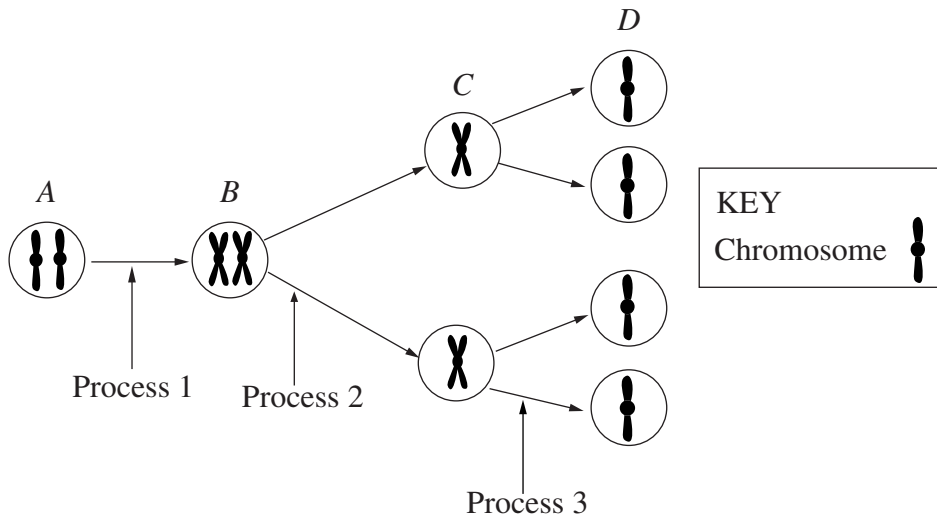 D
C
A
B
KEY
Chromosome
Process 1
Process 2
Process 3